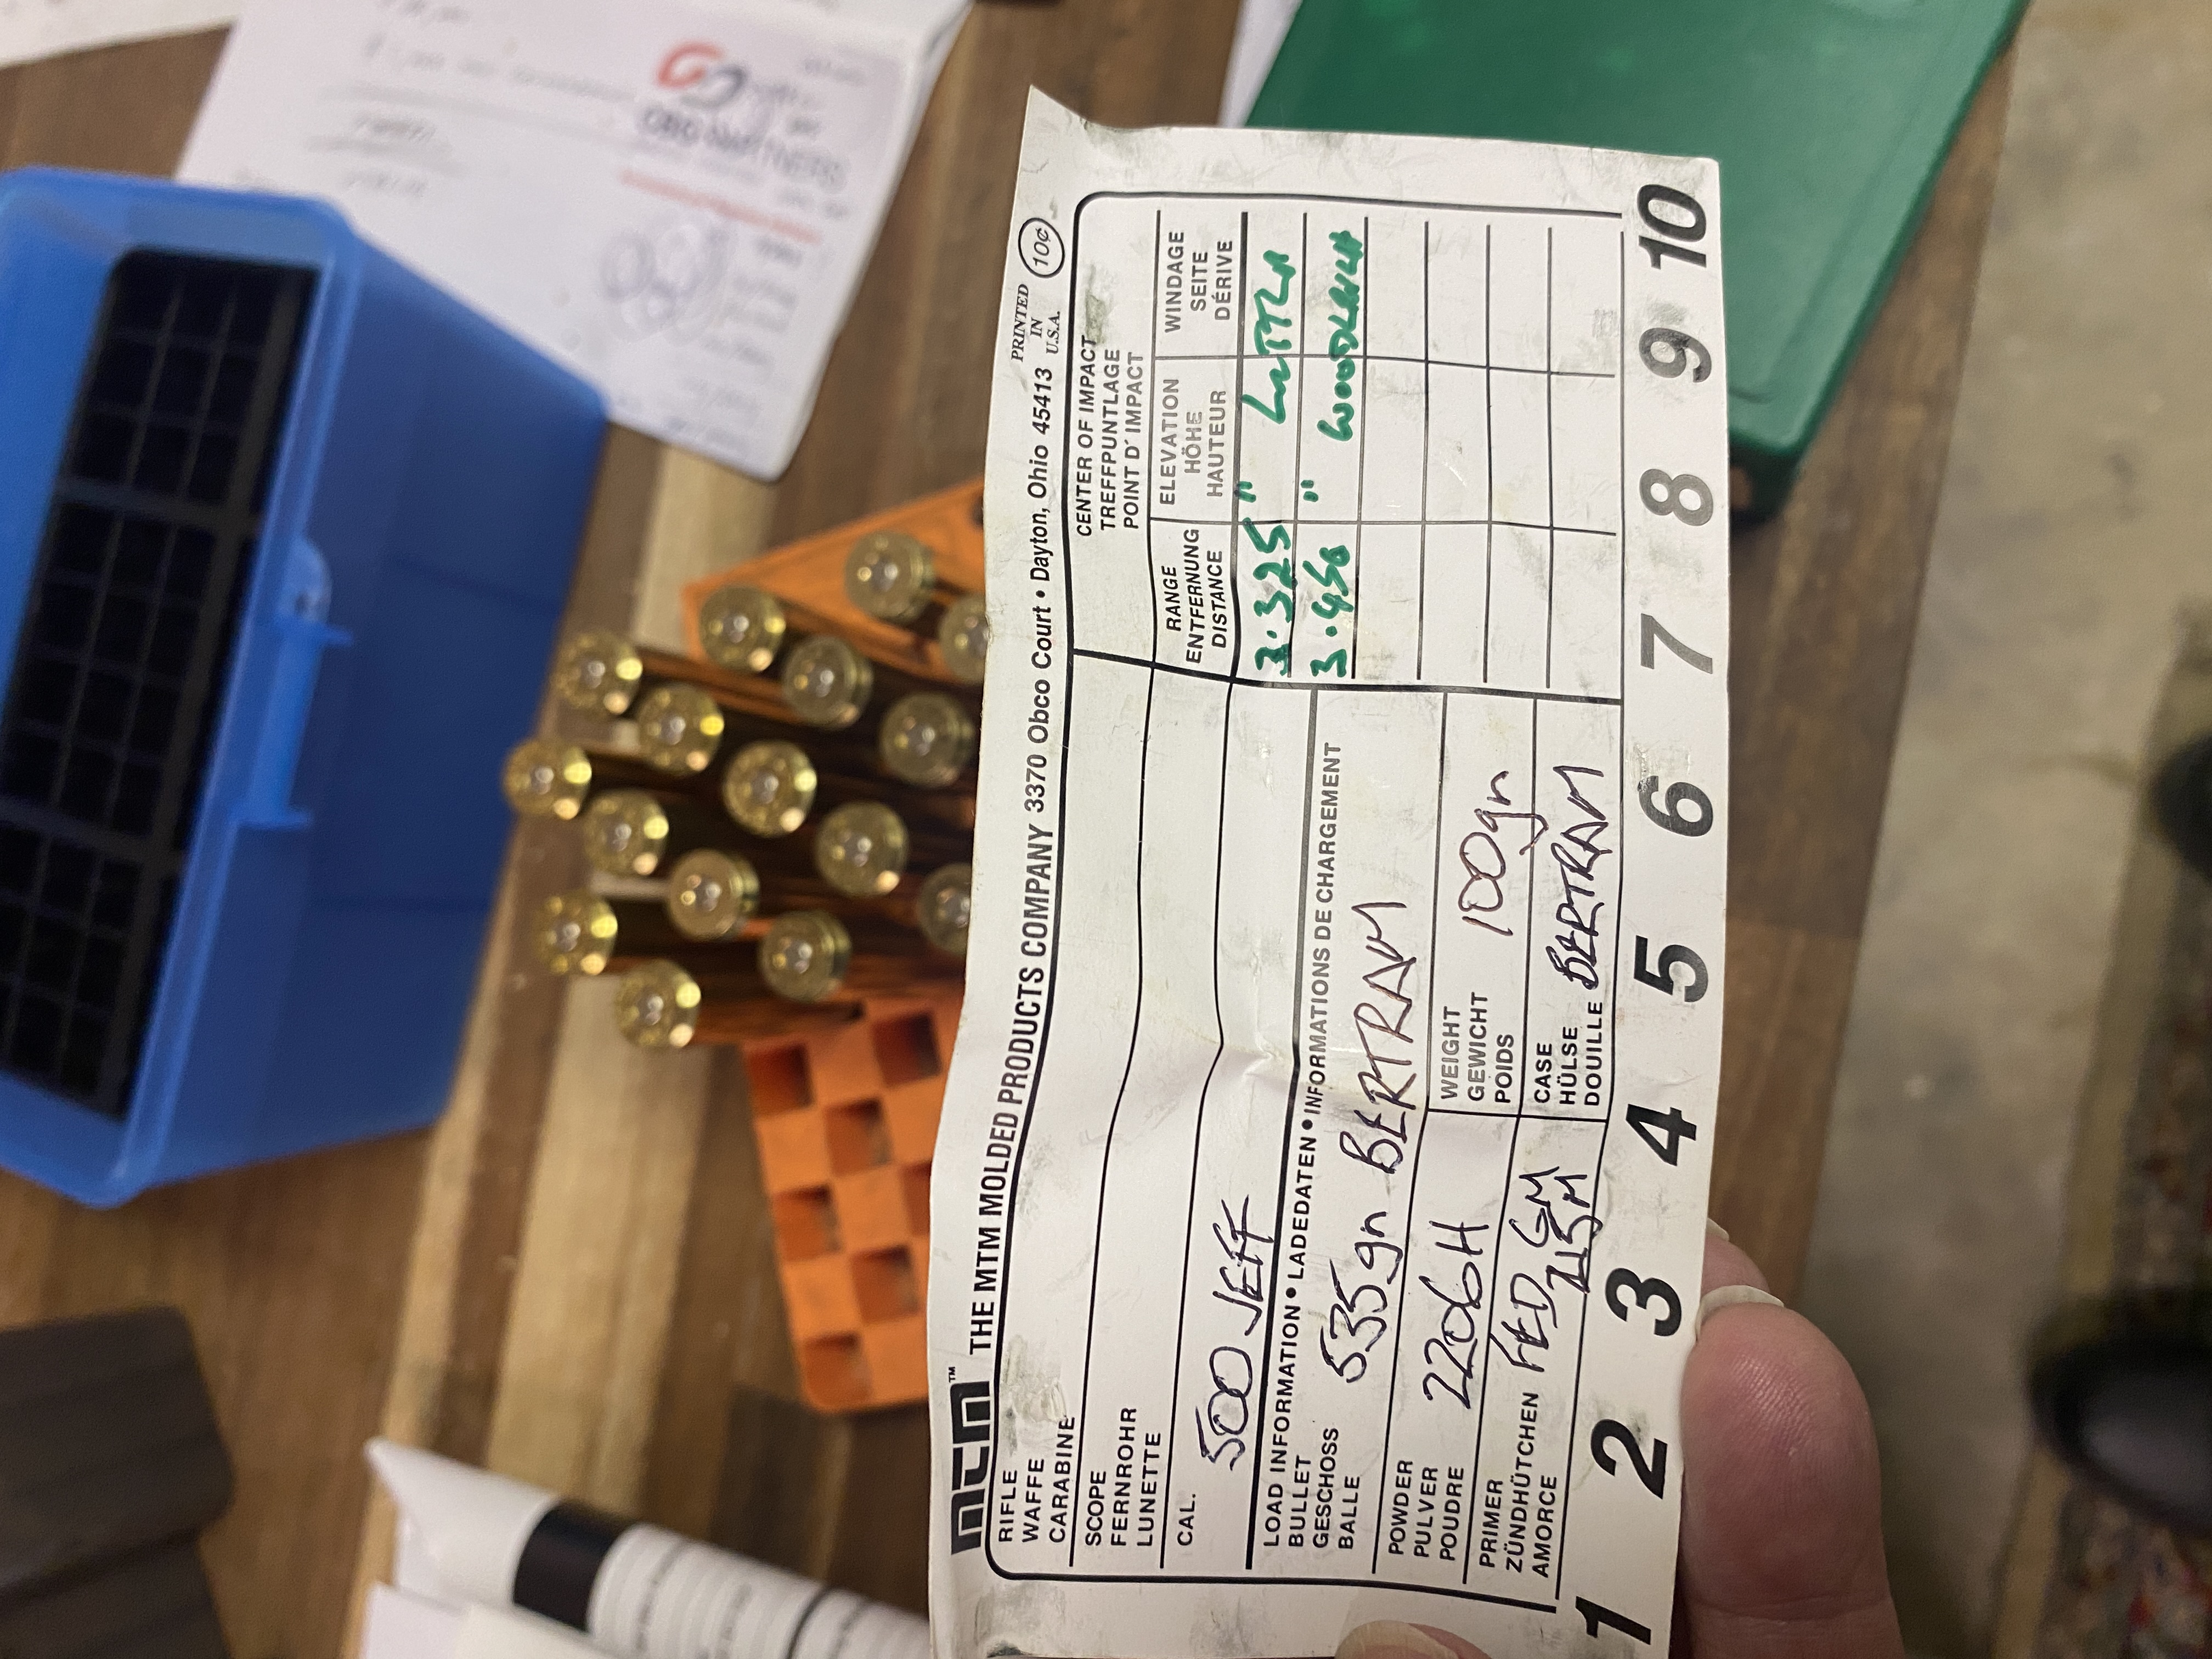 MTM™ THE MTM MOLDED PRODUCTS COMPANY 3370 Obco Court • Dayton, Ohio 45413
PRINTED
IN
U.S.A.
10¢
RIFLE
WAFFE
CARABINE
SCOPE
FERNROHR
LUNETTE
CAL. 500 JEFF
LOAD INFORMATION • LADEDATEN • INFORMATIONS DE CHARGEMENT
BULLET
GESCHOSS
BALLE
535gn BERTRAM
POWDER
PULVER
POUDRE
2206H
WEIGHT
GEWICHT
POIDS
100gn
PRIMER
ZÜNDHÜTCHEN
AMORCE
FED GM
215M
CASE
HÜLSE
DOUILLE
BERTRAM
CENTER OF IMPACT
TREFFPUNTLAGE
POINT D' IMPACT
RANGE
ENTFERNUNG
DISTANCE
ELEVATION
HÖHE
HAUTEUR
WINDAGE
SEITE
DÉRIVE
3.325"
3.456" WOODLEIGH
1 2 3 4 5 6 7 8 9 10